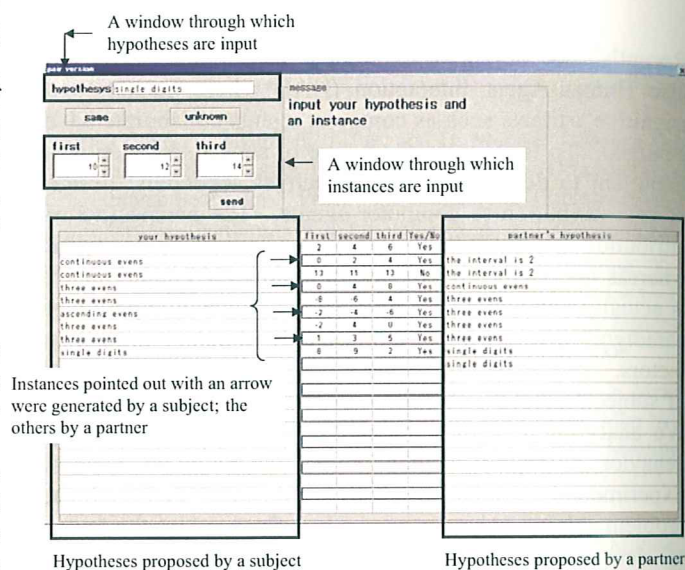 A window through which
hypotheses are input
pair version
hypothesys single digits
same unknown
message
input your hypothesis and
an instance
first second third
10 12 14
A window through which
instances are input
send
your hypothesis first second third Yes/No partner's hypothesis
2 4 6 Yes
continuous evens 0 2 4 Yes the interval is 2
continuous evens 13 11 13 No the interval is 2
three evens 0 4 8 Yes continuous evens
three evens -8 -6 4 Yes three evens
ascending evens -2 -4 -6 Yes three evens
three evens -2 4 0 Yes three evens
three evens 1 3 5 Yes three evens
single digits 8 9 2 Yes single digits
single digits
Instances pointed out with an arrow
were generated by a subject; the
others by a partner
Hypotheses proposed by a subject
Hypotheses proposed by a partner